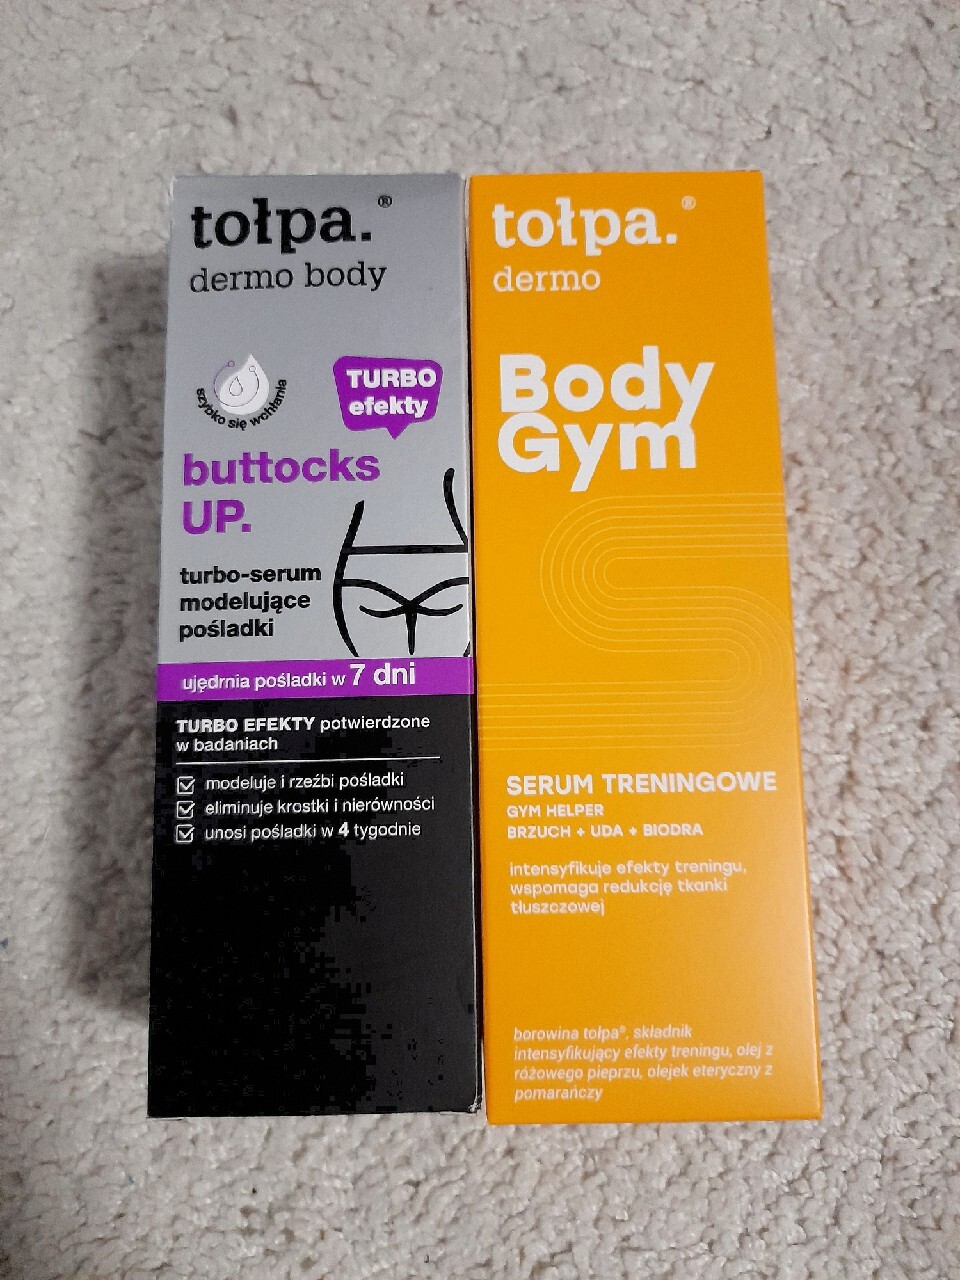 tołpa.®
dermo body
szybko się wchłania
TURBO
efekty
buttocks
UP.
turbo-serum
modelujące
pośladki
ujędrnia pośladki w 7 dni
TURBO EFEKTY potwierdzone
w badaniach
modeluje i rzeźbi pośladki
eliminuje krostki i nierówności
unosi pośladki w 4 tygodnie
tołpa.®
dermo
Body
Gym
SERUM TRENINGOWE
GYM HELPER
BRZUCH + UDA + BIODRA
intensyfikuje efekty treningu,
wspomaga redukcję tkanki
tłuszczowej
borowina tołpa®, składnik
intensyfikujący efekty treningu, olej z
różowego pieprzu, olejek eteryczny z
pomarańczy